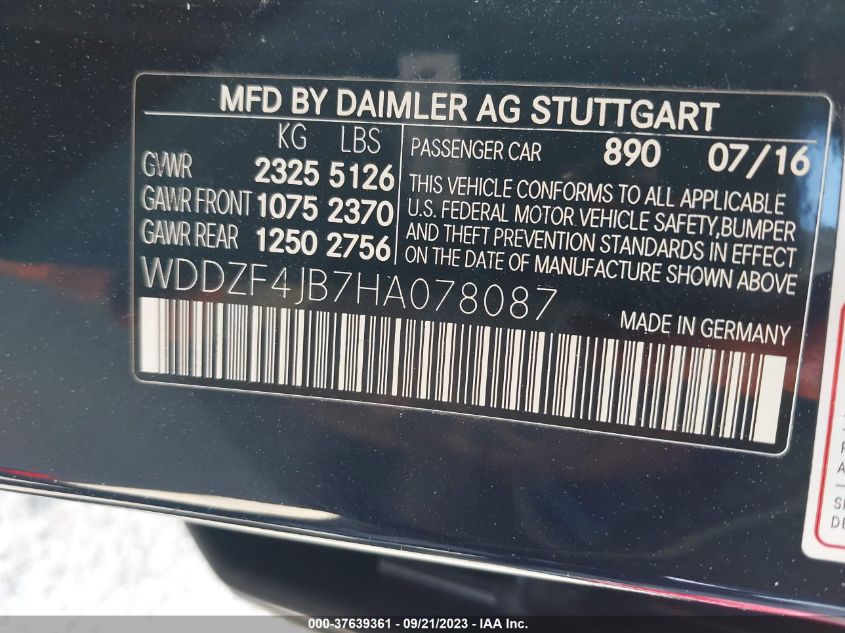 MFD BY DAIMLER AG STUTTGART
KG LBS
GVWR 2325 5126
GAWR FRONT 1075 2370
GAWR REAR 1250 2756
PASSENGER CAR 890 07/16
THIS VEHICLE CONFORMS TO ALL APPLICABLE
U.S. FEDERAL MOTOR VEHICLE SAFETY,BUMPER
AND THEFT PREVENTION STANDARDS IN EFFECT
ON THE DATE OF MANUFACTURE SHOWN ABOVE
WDDZF4JB7HA078087
MADE IN GERMANY
000-37639361 - 09/21/2023 - Copyright © 2023 IAA, Inc.